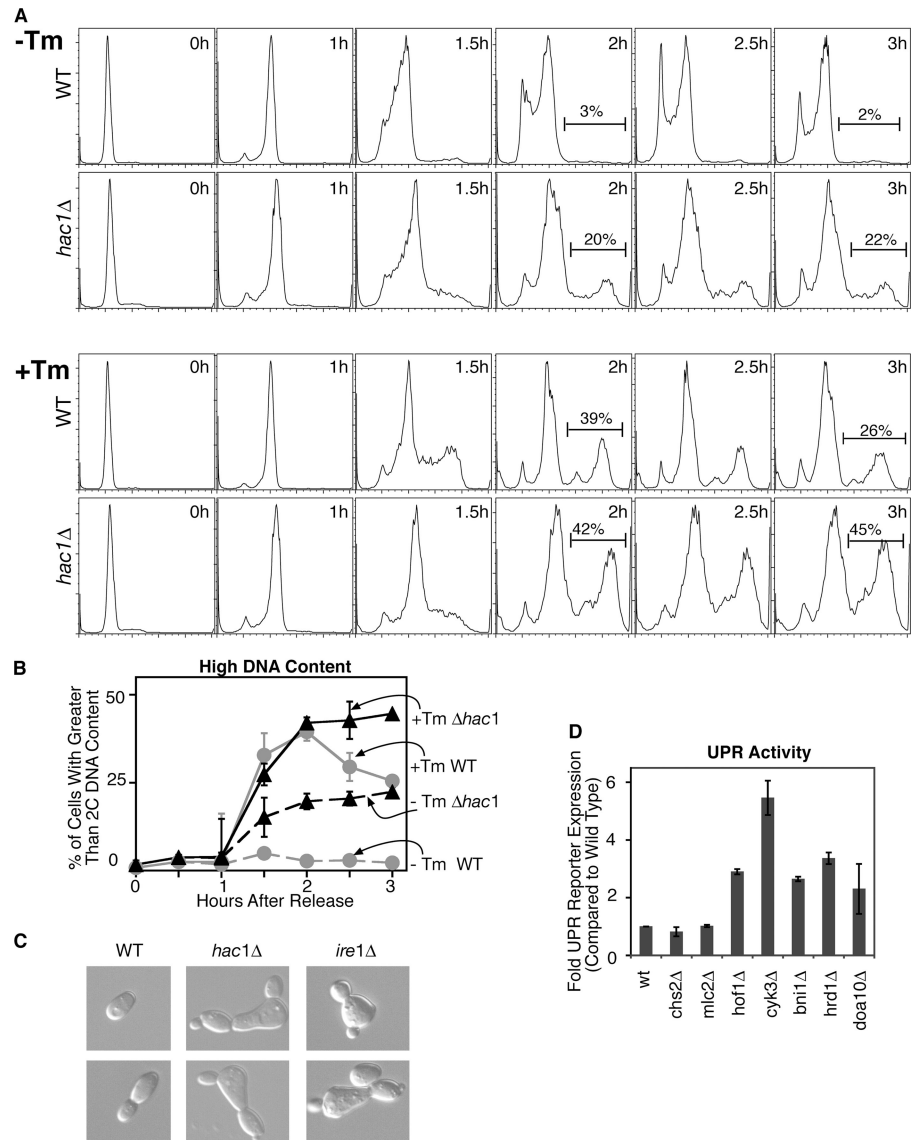 A
-Tm
WT
0h
1h
1.5h
2h
3%
2.5h
3h
2%
hac1Δ
0h
1h
1.5h
2h
20%
2.5h
3h
22%
+Tm
WT
0h
1h
1.5h
2h
39%
2.5h
3h
26%
hac1Δ
0h
1h
1.5h
2h
42%
2.5h
3h
45%
B
High DNA Content
% of Cells With Greater
Than 2C DNA Content
50
25
0
0
1
2
3
Hours After Release
+Tm Δhac1
+Tm WT
- Tm Δhac1
- Tm WT
C
WT
hac1Δ
ire1Δ
D
UPR Activity
Fold UPR Reporter Expression
(Compared to Wild Type)
6
4
2
0
wt
chs2Δ
mlc2Δ
hof1Δ
cyk3Δ
bni1Δ
hrd1Δ
doa10Δ